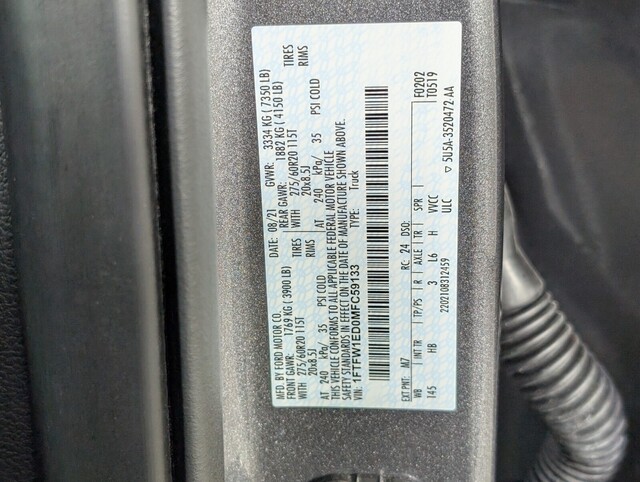 MFD. BY FORD MOTOR CO.
DATE: 08/21 GVWR: 3334 KG (7350 LB)
FRONT GAWR: 1769 KG (3900 LB) REAR GAWR: 1882 KG (4150 LB)
WITH 275/60R20 115T TIRES WITH 275/60R20 115T TIRES
20x8.5J RIMS 20x8.5J RIMS
AT 240 kPa/ 35 PSI COLD AT 240 kPa/ 35 PSI COLD
THIS VEHICLE CONFORMS TO ALL APPLICABLE FEDERAL MOTOR VEHICLE
SAFETY STANDARDS IN EFFECT ON THE DATE OF MANUFACTURE SHOWN ABOVE.
VIN: 1FTFW1ED0MFC59133 TYPE: Truck
EXT PNT: M7 RC: 24 DSO: F0202
WB INT TR TP/PS R AXLE TR SPR T0519
145 HB 3 L6 H VVCC
2202108312459 ULC ▽ 5U5A-3520472-AA